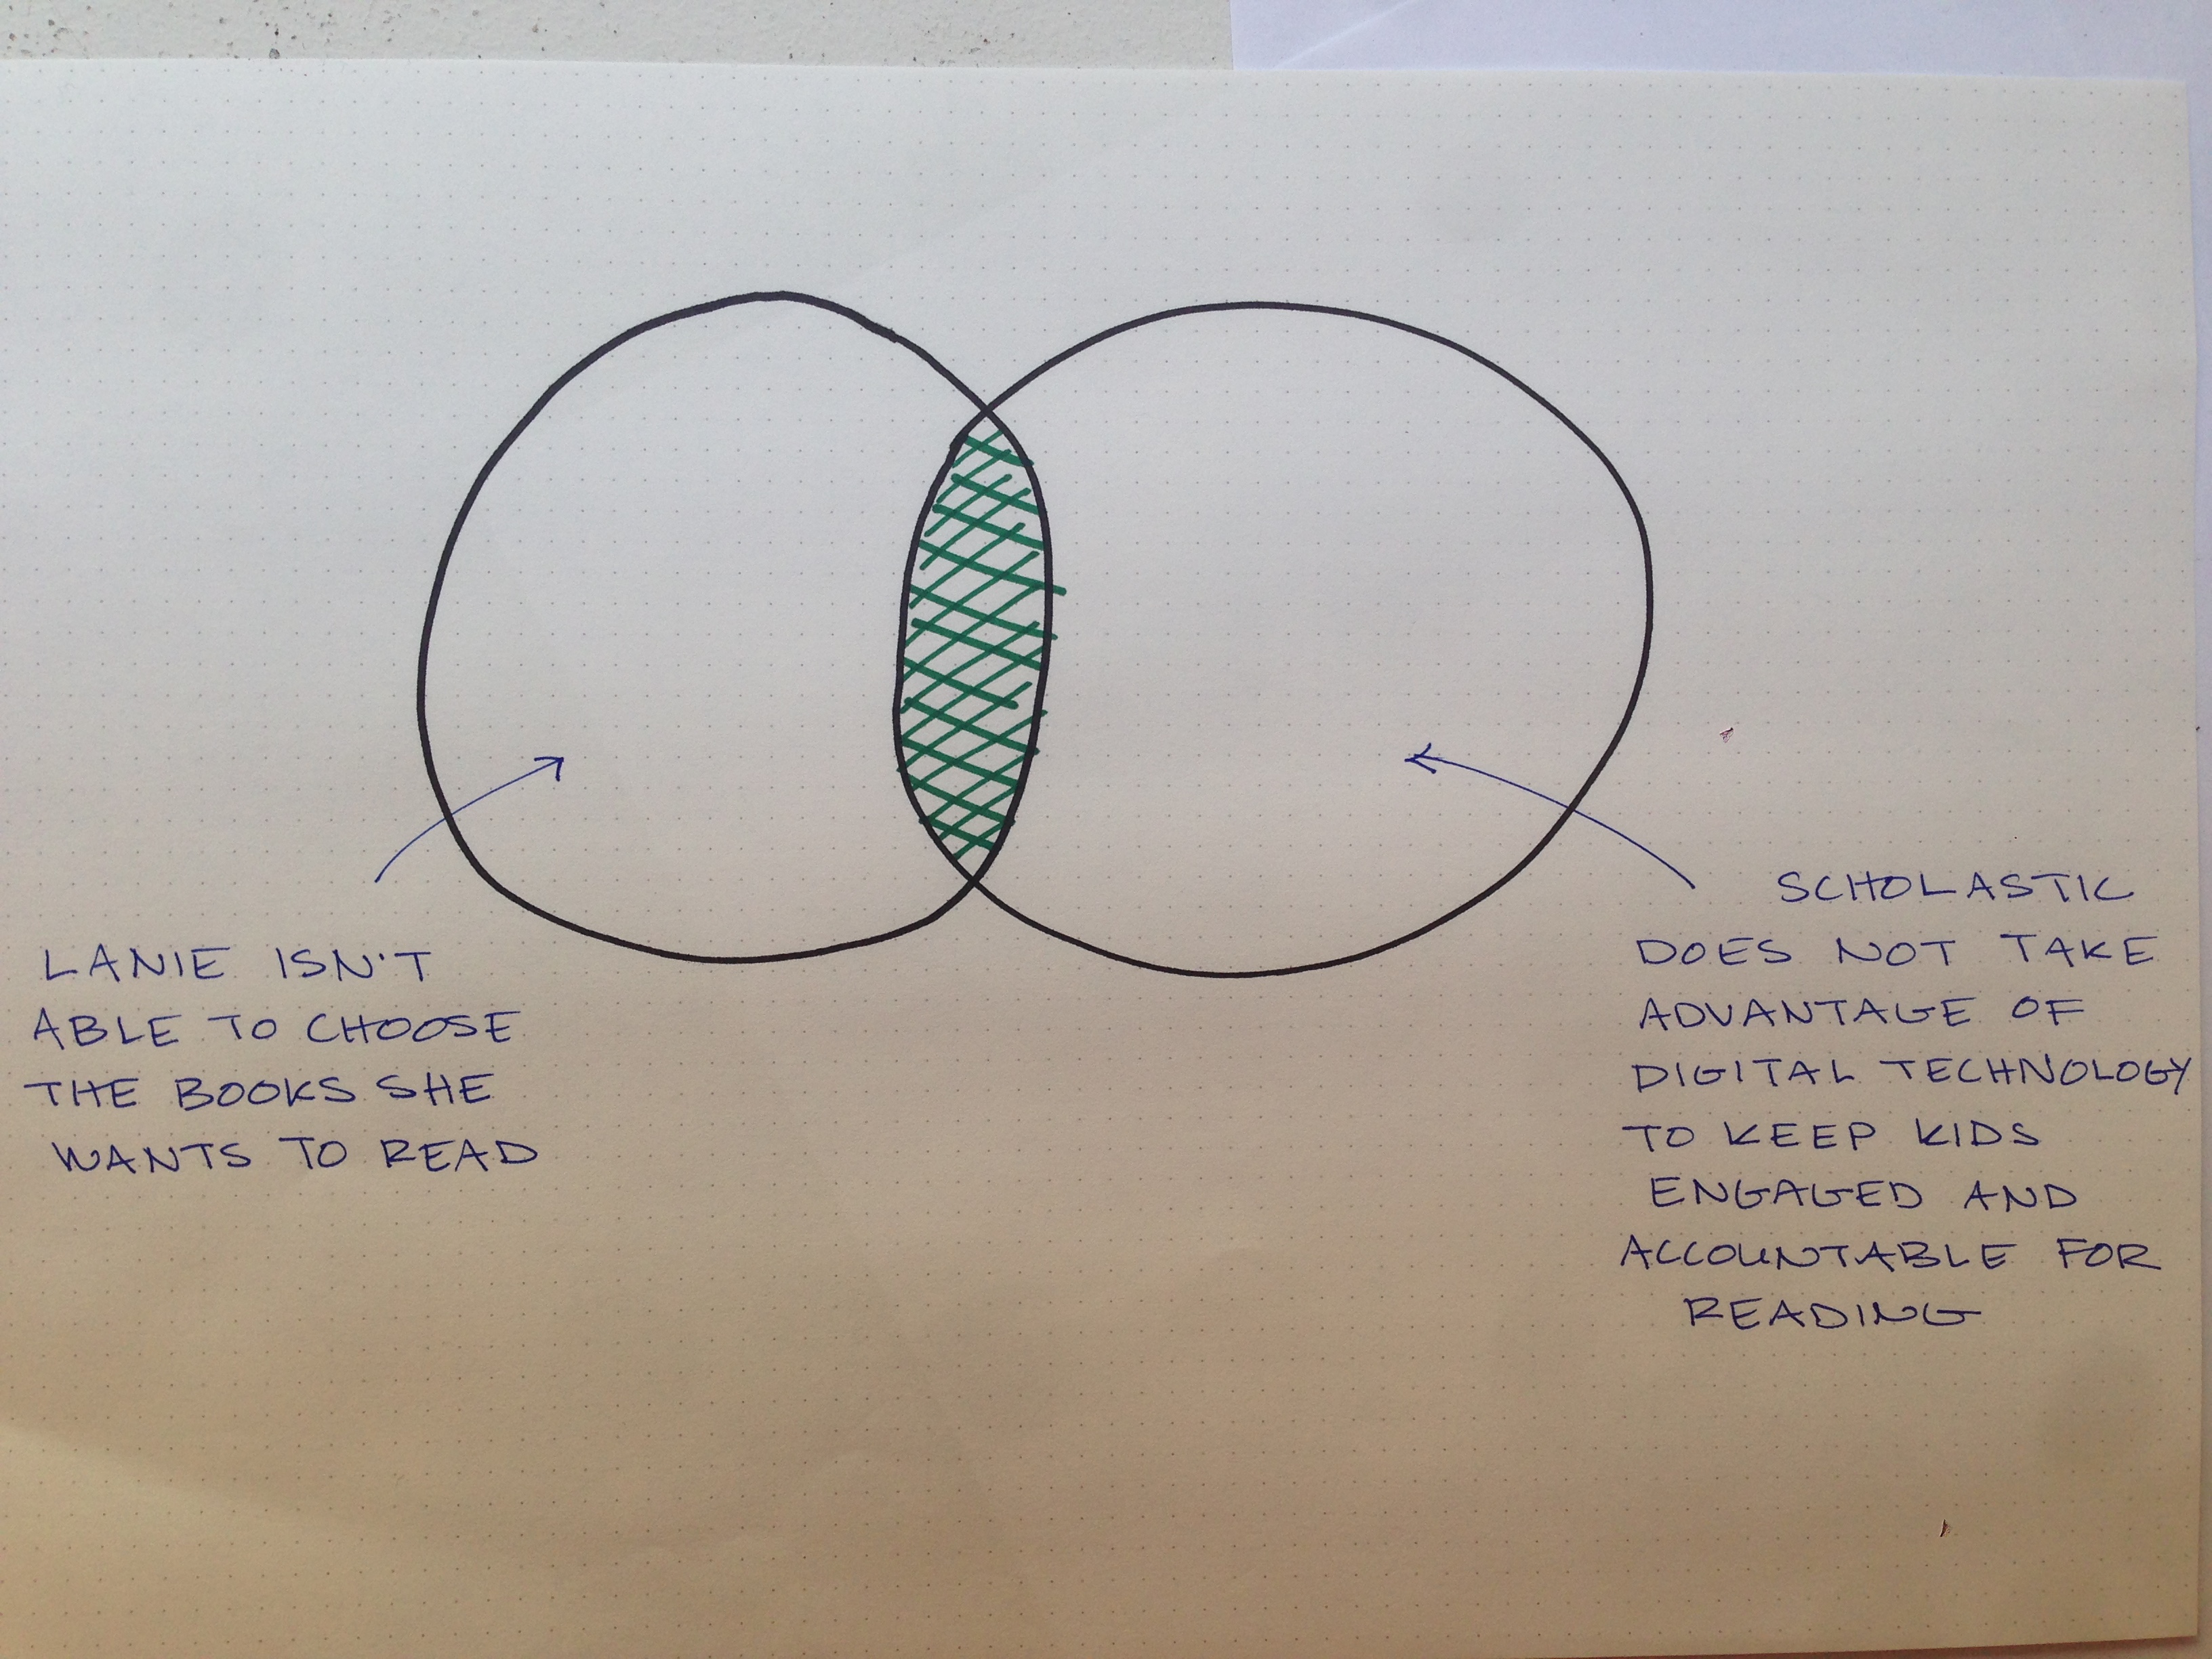 LANIE ISN'T
ABLE TO CHOOSE
THE BOOKS SHE
WANTS TO READ
SCHOLASTIC
DOES NOT TAKE
ADVANTAGE OF
DIGITAL TECHNOLOGY
TO KEEP KIDS
ENGAGED AND
ACCOUNTABLE FOR
READING